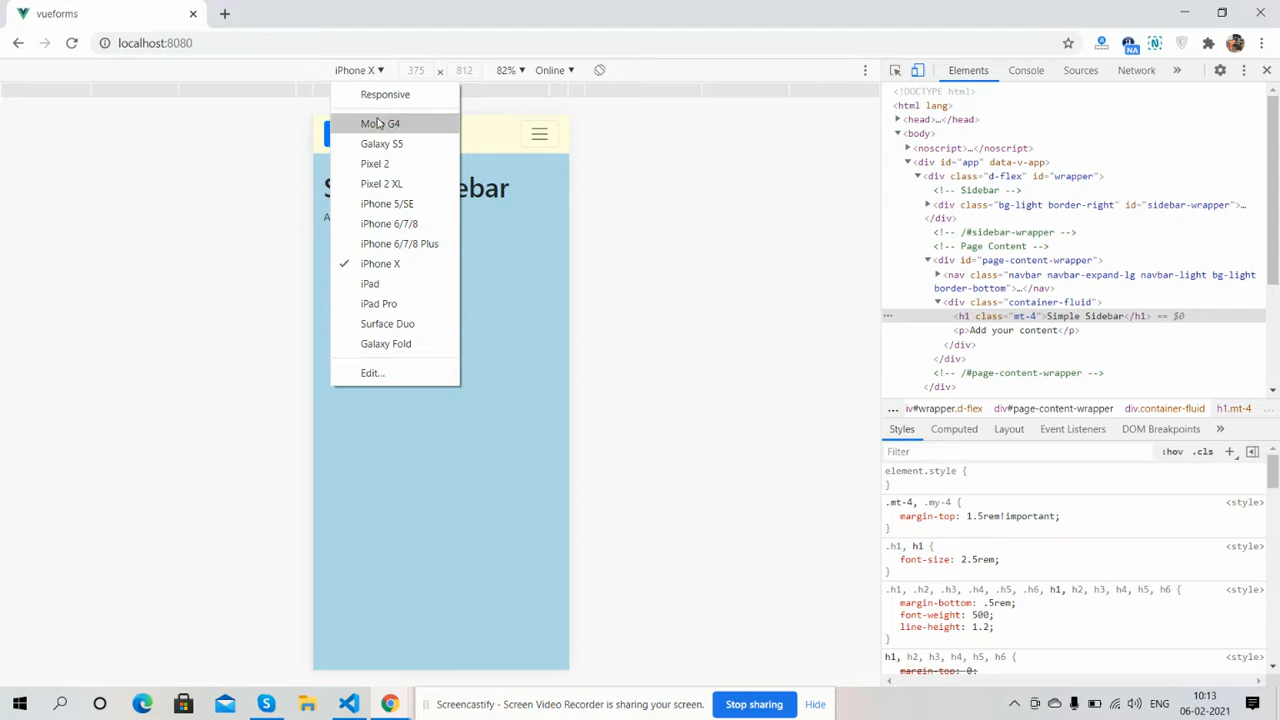 vueforms
localhost:8080
NA
iPhone X ▾ 375 × 812 82% ▾ Online ▾
Responsive
G4
Galaxy S5
Pixel 2
Pixel 2 XL
iPhone 5/SE
iPhone 6/7/8
iPhone 6/7/8 Plus
iPhone X
iPad
iPad Pro
Surface Duo
Galaxy Fold
Edit...
S
ebar
A
Elements Console Sources Network »
<!DOCTYPE html>
<html lang>
<head>…</head>
<body>
<noscript>…</noscript>
<div id="app" data-v-app>
<div class="d-flex" id="wrapper">
<!-- Sidebar -->
<div class="bg-light border-right" id="sidebar-wrapper">…
</div>
<!-- /#sidebar-wrapper -->
<!-- Page Content -->
<div id="page-content-wrapper">
<nav class="navbar navbar-expand-lg navbar-light bg-light
border-bottom">…</nav>
<div class="container-fluid">
<h1 class="mt-4">Simple Sidebar</h1> == $0
<p>Add your content</p>
</div>
</div>
<!-- /#page-content-wrapper -->
</div>
... iv#wrapper.d-flex div#page-content-wrapper div.container-fluid h1.mt-4 ...
Styles Computed Layout Event Listeners DOM Breakpoints »
Filter :hov .cls +
element.style {
}
.mt-4, .my-4 { <style>
margin-top: 1.5rem!important;
}
.h1, h1 { <style>
font-size: 2.5rem;
}
.h1, .h2, .h3, .h4, .h5, .h6, h1, h2, h3, h4, h5, h6 { <style>
margin-bottom: .5rem;
font-weight: 500;
line-height: 1.2;
}
h1, h2, h3, h4, h5, h6 { <style>
margin-top: 0;
Screencastify - Screen Video Recorder is sharing your screen.
Stop sharing
Hide
ENG
10:13
06-02-2021